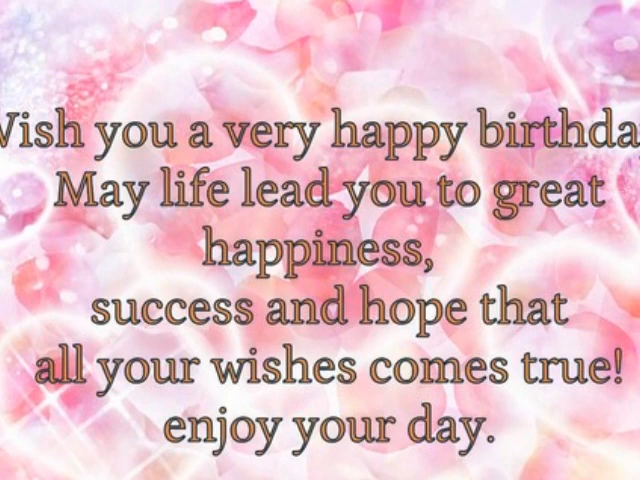 Wish you a very happy birthda
May life lead you to great
happiness,
success and hope that
all your wishes comes true!
enjoy your day.